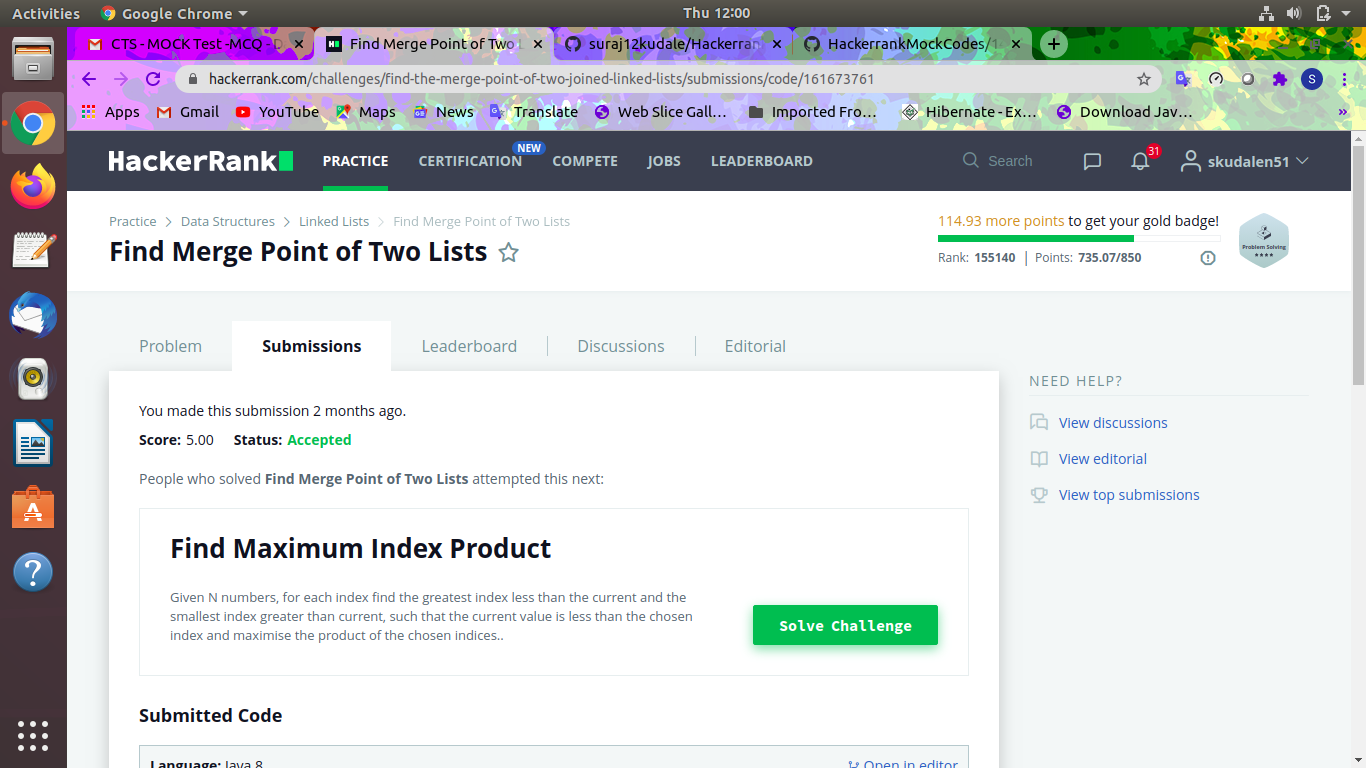 Activities Google Chrome Thu 12:00
CTS - MOCK Test -MCQ - D Find Merge Point of Two L suraj12kudale/Hackerran HackerrankMockCodes/1
hackerrank.com/challenges/find-the-merge-point-of-two-joined-linked-lists/submissions/code/161673761 S
Apps Gmail YouTube Maps News Translate Web Slice Gall… Imported Fro… Hibernate - Ex… Download Jav… »
HackerRank PRACTICE CERTIFICATION NEW COMPETE JOBS LEADERBOARD Search 31 skudalen51
Practice Data Structures Linked Lists Find Merge Point of Two Lists
114.93 more points to get your gold badge!
Find Merge Point of Two Lists
Rank: 155140 | Points: 735.07/850
Problem Solving
Problem Submissions Leaderboard Discussions Editorial
You made this submission 2 months ago.
Score: 5.00 Status: Accepted
People who solved Find Merge Point of Two Lists attempted this next:
Find Maximum Index Product
Given N numbers, for each index find the greatest index less than the current and the
smallest index greater than current, such that the current value is less than the chosen
index and maximise the product of the chosen indices..
Solve Challenge
Submitted Code
Language: Java 8 Open in editor
NEED HELP?
View discussions
View editorial
View top submissions